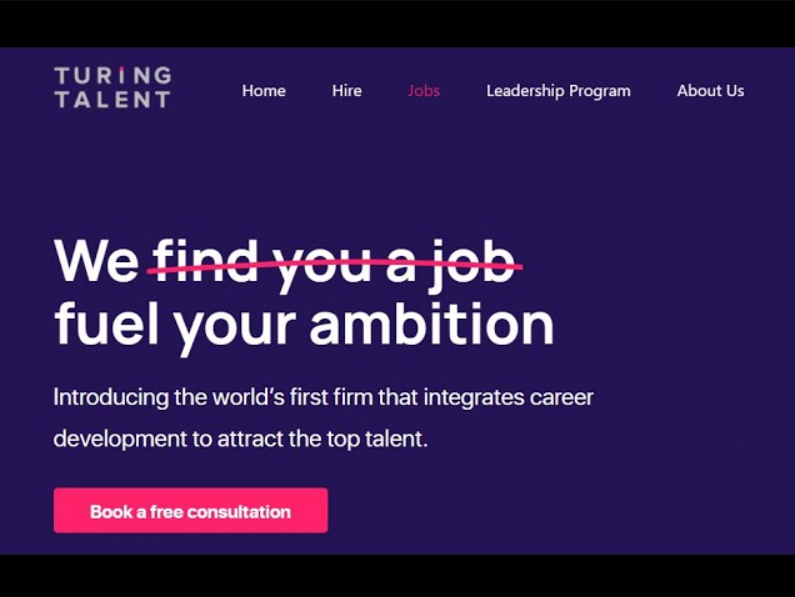 TURING
TALENT
Home Hire Jobs Leadership Program About Us
We find you a job
fuel your ambition
Introducing the world's first firm that integrates career
development to attract the top talent.
Book a free consultation